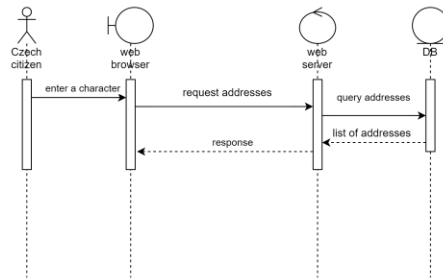 Czech
citizen
web
browser
web
server
DB
enter a character
request addresses
query addresses
list of addresses
response